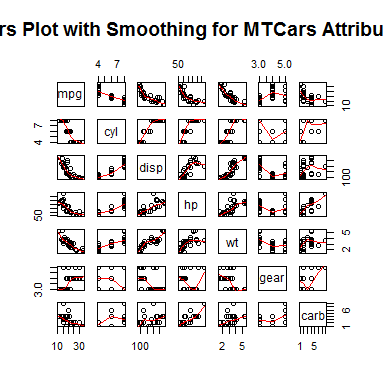 rs Plot with Smoothing for MTCars Attribu
4 7 50 3.0 5.0
mpg 10
7 4 cyl
disp 100
50 hp
wt 5 2
3.0 gear
carb 6 1
10 30 100 2 5 1 5